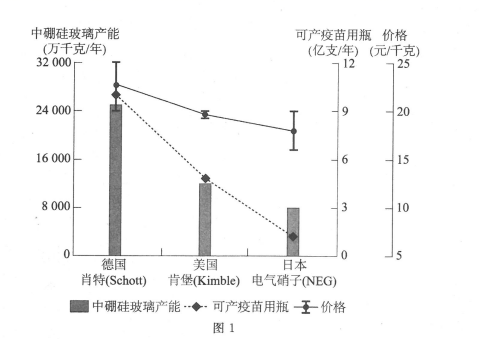 中硼硅玻璃产能 可产疫苗用瓶 价格
(万千克/年) (亿支/年) (元/千克)
32 000 12 25
24 000 9 20
16 000 6 15
8 000 3 10
0 0 5
德国 美国 日本
肖特(Schott) 肯堡(Kimble) 电气硝子(NEG)
中硼硅玻璃产能 可产疫苗用瓶 价格
图 1